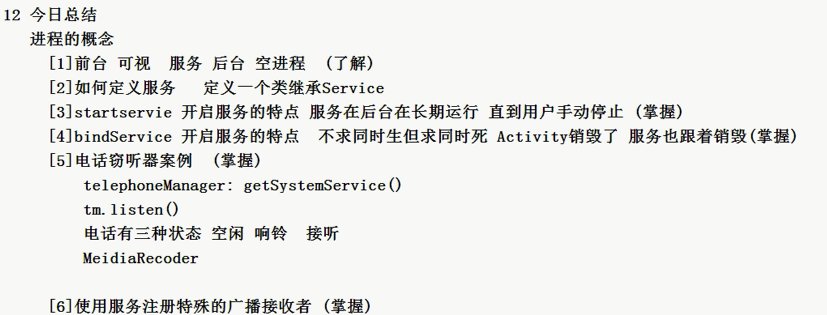 12 今日总结
进程的概念
[1]前台 可视 服务 后台 空进程 (了解)
[2]如何定义服务 定义一个类继承Service
[3]startservie 开启服务的特点 服务在后台在长期运行 直到用户手动停止 (掌握)
[4]bindService 开启服务的特点 不求同时生但求同时死 Activity销毁了 服务也跟着销毁(掌握)
[5]电话窃听器案例 (掌握)
telephoneManager: getSystemService()
tm.listen()
电话有三种状态 空闲 响铃 接听
MeidiaRecoder
[6]使用服务注册特殊的广播接收者 (掌握)